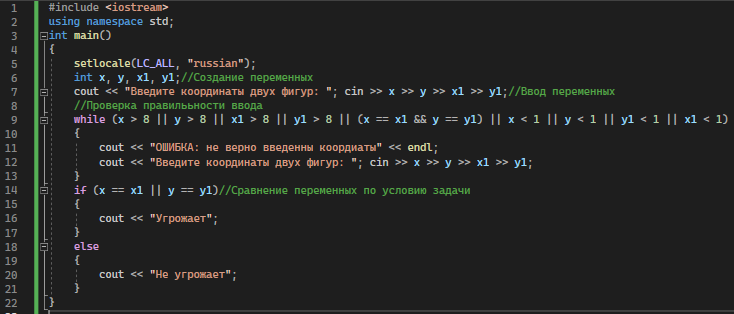 1 #include <iostream>
2 using namespace std;
3 int main()
4 {
5 setlocale(LC_ALL, "russian");
6 int x, y, x1, y1;//Создание переменных
7 cout << "Введите координаты двух фигур: "; cin >> x >> y >> x1 >> y1;//Ввод переменных
8 //Проверка правильности ввода
9 while (x > 8 || y > 8 || x1 > 8 || y1 > 8 || (x == x1 && y == y1) || x < 1 || y < 1 || y1 < 1 || x1 < 1)
10 {
11 cout << "ОШИБКА: не верно введенны коордиаты" << endl;
12 cout << "Введите координаты двух фигур: "; cin >> x >> y >> x1 >> y1;
13 }
14 if (x == x1 || y == y1)//Сравнение переменных по условию задачи
15 {
16 cout << "Угрожает";
17 }
18 else
19 {
20 cout << "Не угрожает";
21 }
22 }